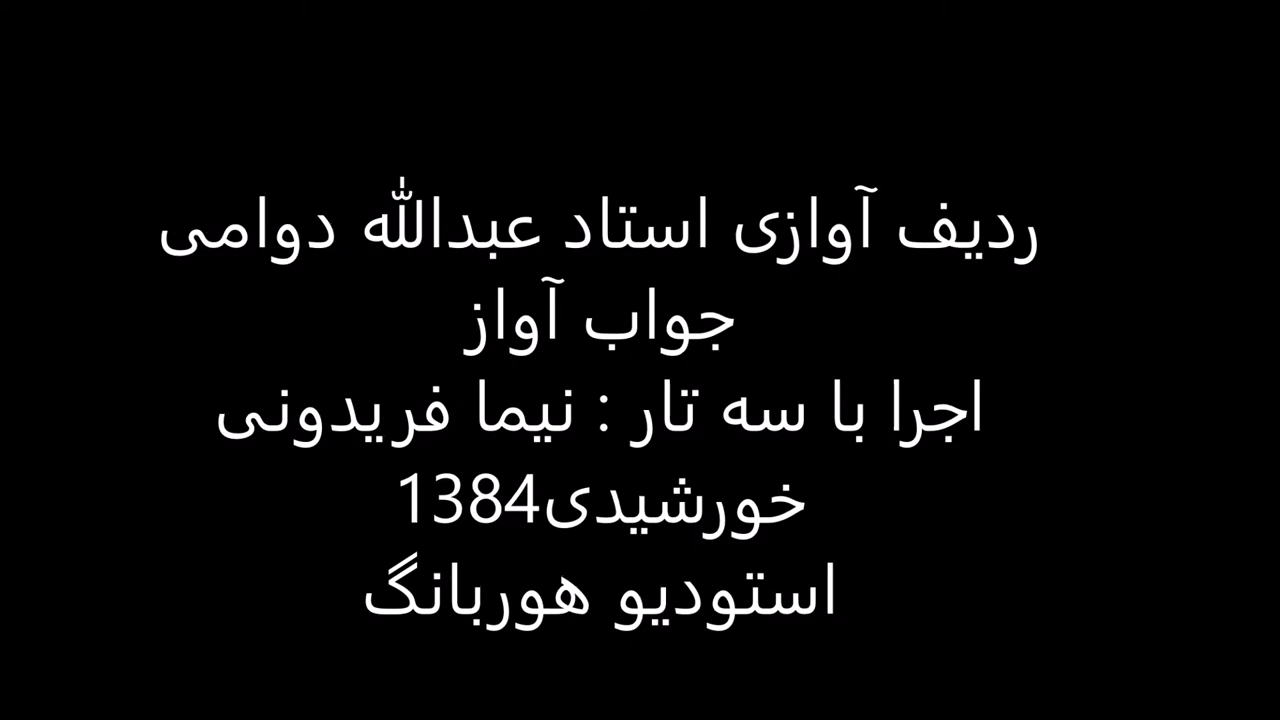 ردیف آوازی استاد عبدالله دوامی
جواب آواز
اجرا با سه تار : نیما فریدونی
خورشیدی1384
استودیو هوربانگ